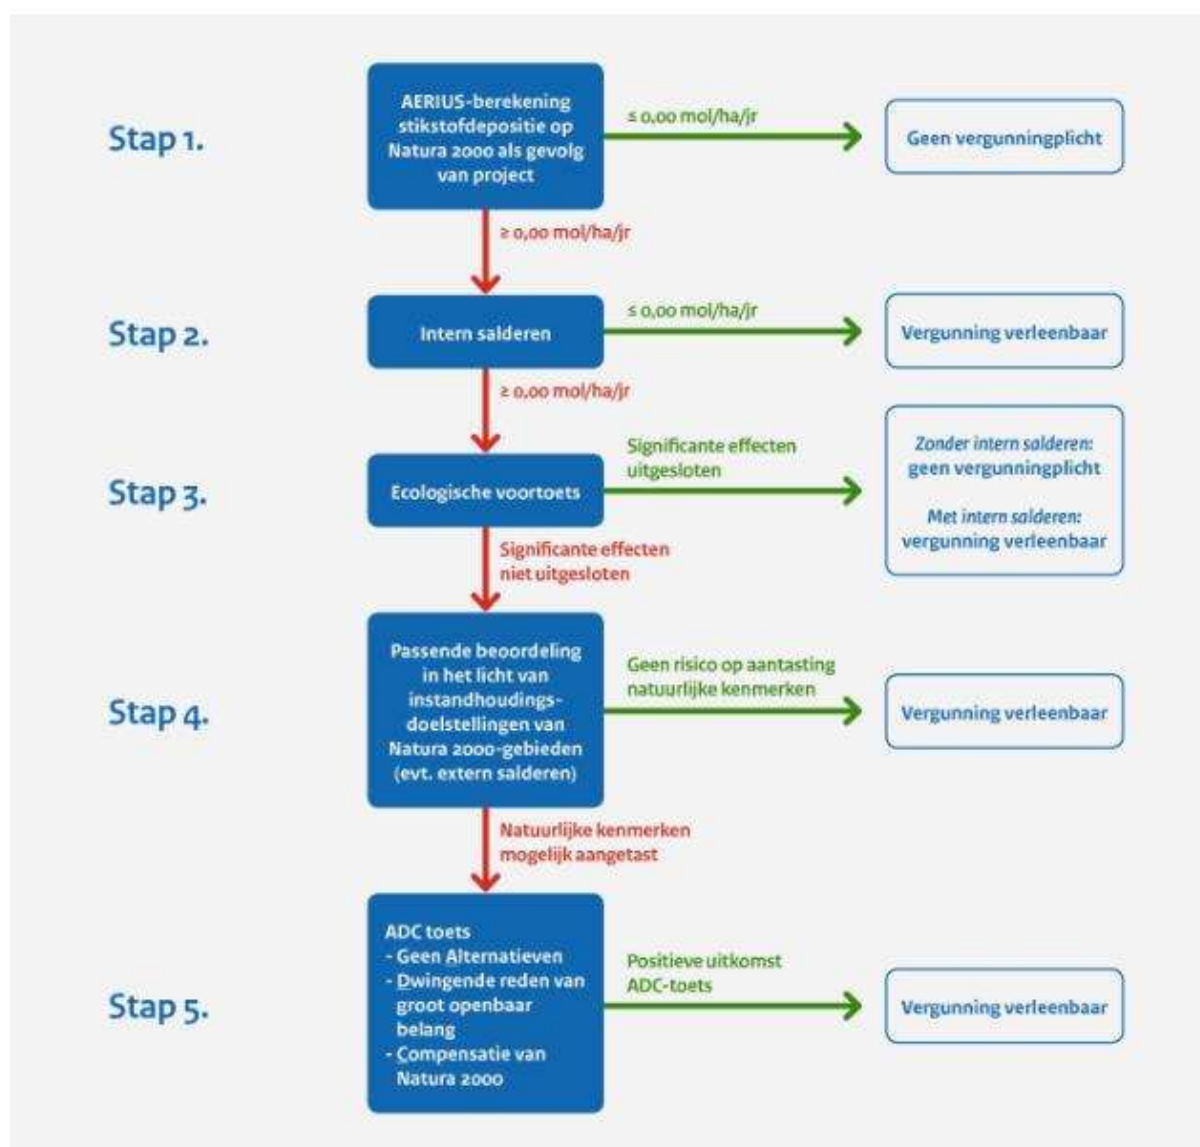 Stap 1.
AERIUS-berekening
stikstofdepositie op
Natura 2000 als gevolg
van project
≤ 0,00 mol/ha/jr
Geen vergunningplicht
≥ 0,00 mol/ha/jr
Stap 2.
Intern salderen
≤ 0,00 mol/ha/jr
Vergunning verleenbaar
≥ 0,00 mol/ha/jr
Stap 3.
Ecologische voortoets
Significante effecten
uitgesloten
Zonder intern salderen:
geen vergunningplicht
Met intern salderen:
vergunning verleenbaar
Significante effecten
niet uitgesloten
Stap 4.
Passende beoordeling
in het licht van
instandhoudings-
doelstellingen van
Natura 2000-gebieden
(evt. extern salderen)
Geen risico op aantasting
natuurlijke kenmerken
Vergunning verleenbaar
Natuurlijke kenmerken
mogelijk aangetast
Stap 5.
ADC toets
- Geen Alternatieven
- Dwingende reden van
groot openbaar
belang
- Compensatie van
Natura 2000
Positieve uitkomst
ADC-toets
Vergunning verleenbaar